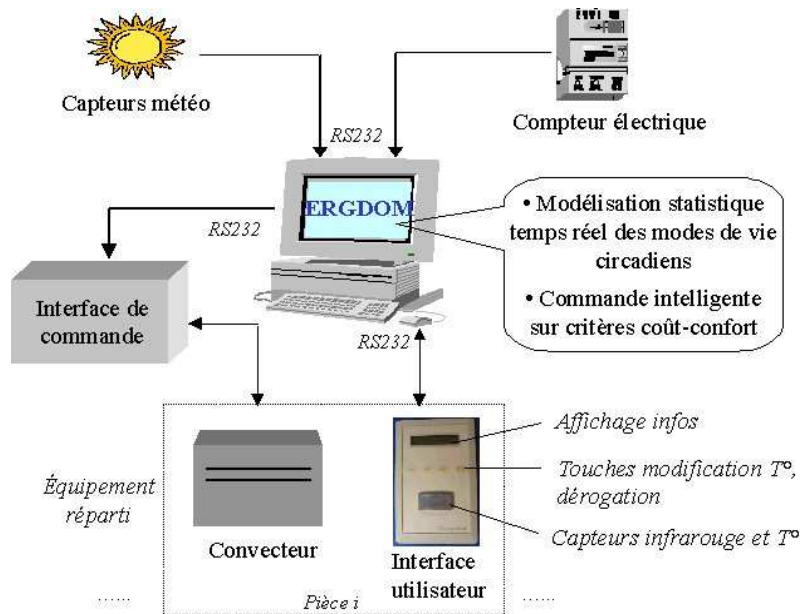 Capteurs météo
Compteur électrique
RS232
ERGDOM
RS232
• Modélisation statistique
temps réel des modes de vie
circadiens
• Commande intelligente
sur critères coût-confort
Interface de
commande
RS232
Équipement
réparti
Convecteur
Interface
utilisateur
Affichage infos
Touches modification T°,
dérogation
Capteurs infrarouge et T°
......
Pièce i
......